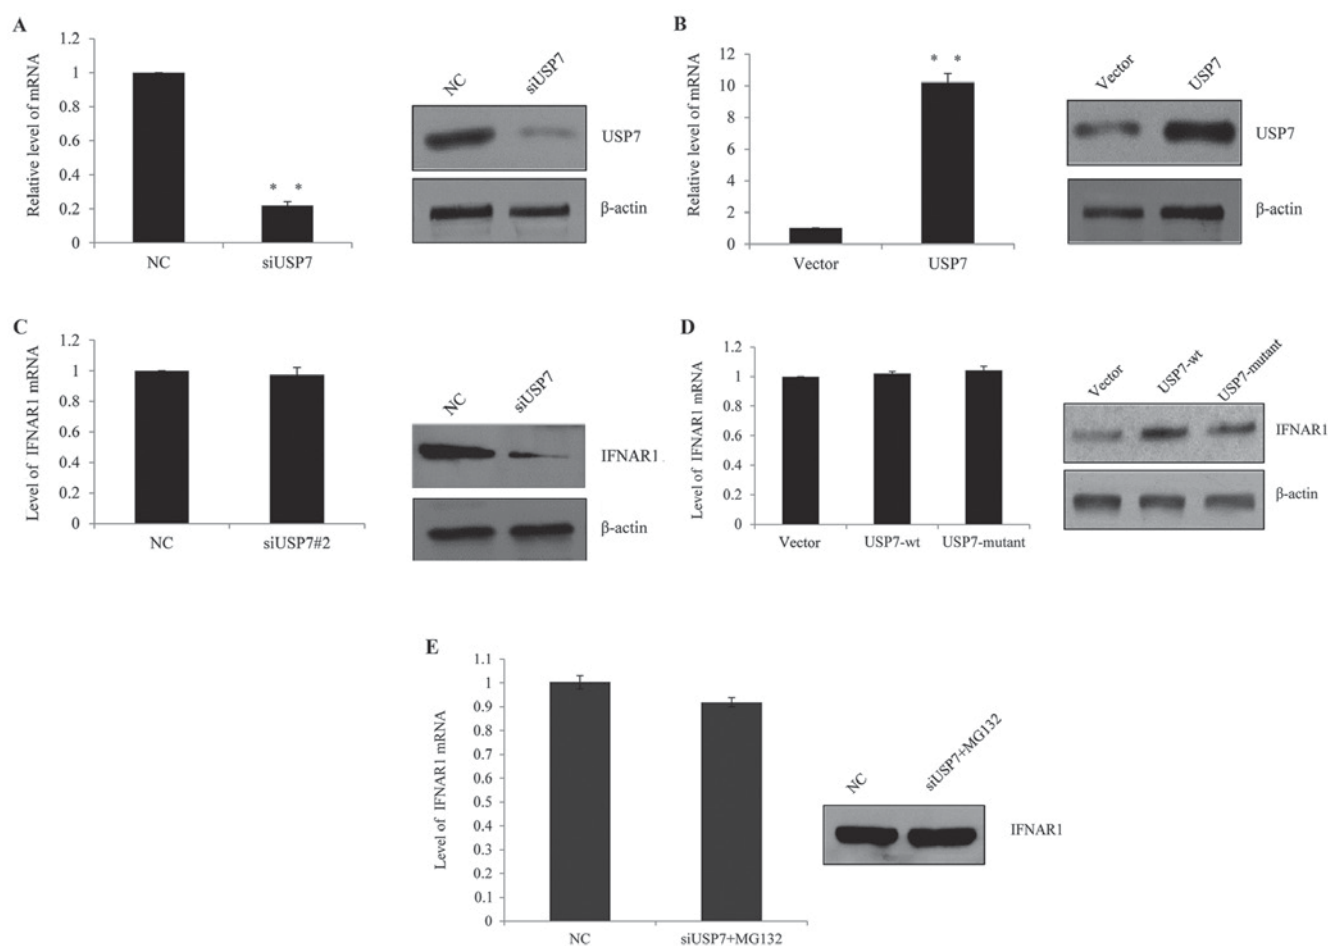 A
Relative level of mRNA
1.2
1
0.8
0.6
0.4
0.2
0
* *
NC
siUSP7
NC
siUSP7
USP7
β-actin
B
Relative level of mRNA
12
10
8
6
4
2
0
* *
Vector
USP7
Vector
USP7
USP7
β-actin
C
Level of IFNAR1 mRNA
1.2
1
0.8
0.6
0.4
0.2
0
NC
siUSP7#2
NC
siUSP7
IFNAR1
β-actin
D
Level of IFNAR1 mRNA
1.2
1
0.8
0.6
0.4
0.2
0
Vector
USP7-wt
USP7-mutant
Vector
USP7-wt
USP7-mutant
IFNAR1
β-actin
E
Level of IFNAR1 mRNA
1.1
1
0.9
0.8
0.7
0.6
0.5
0.4
0.3
0.2
0.1
0
NC
siUSP7+MG132
NC
siUSP7+MG132
IFNAR1